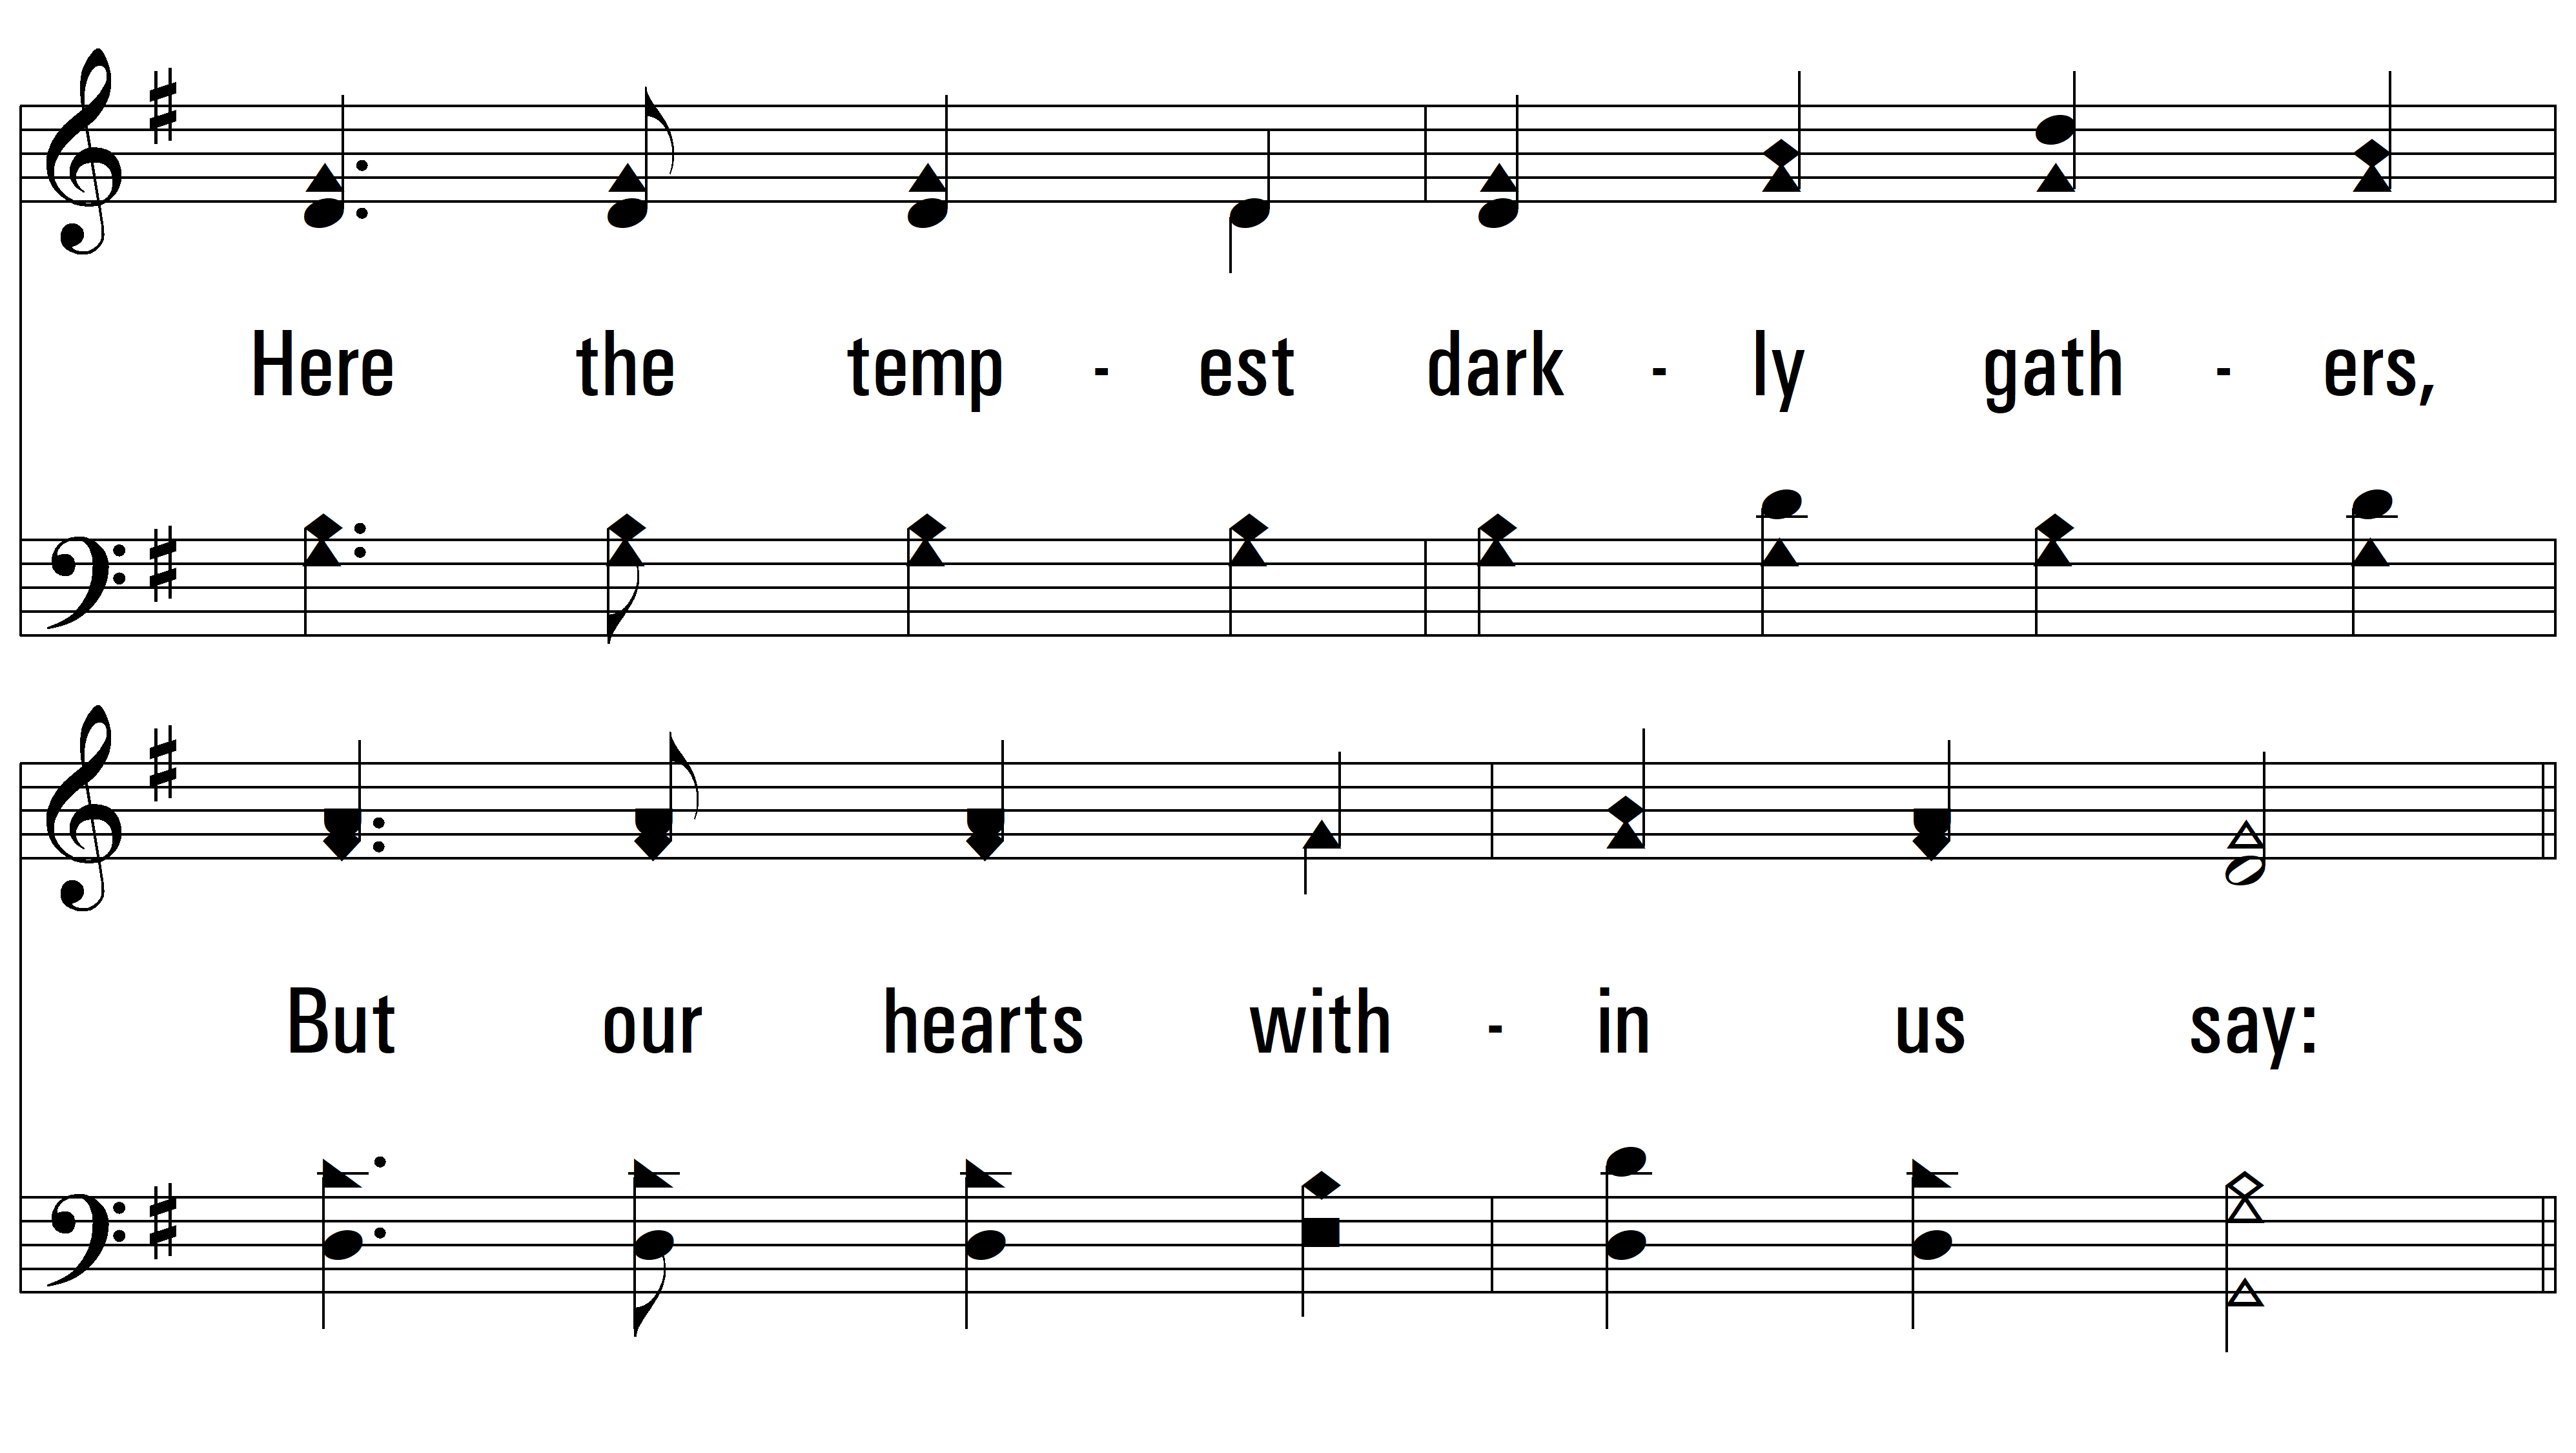 Here the temp - est dark - ly gath - ers,
But our hearts with - in us say: